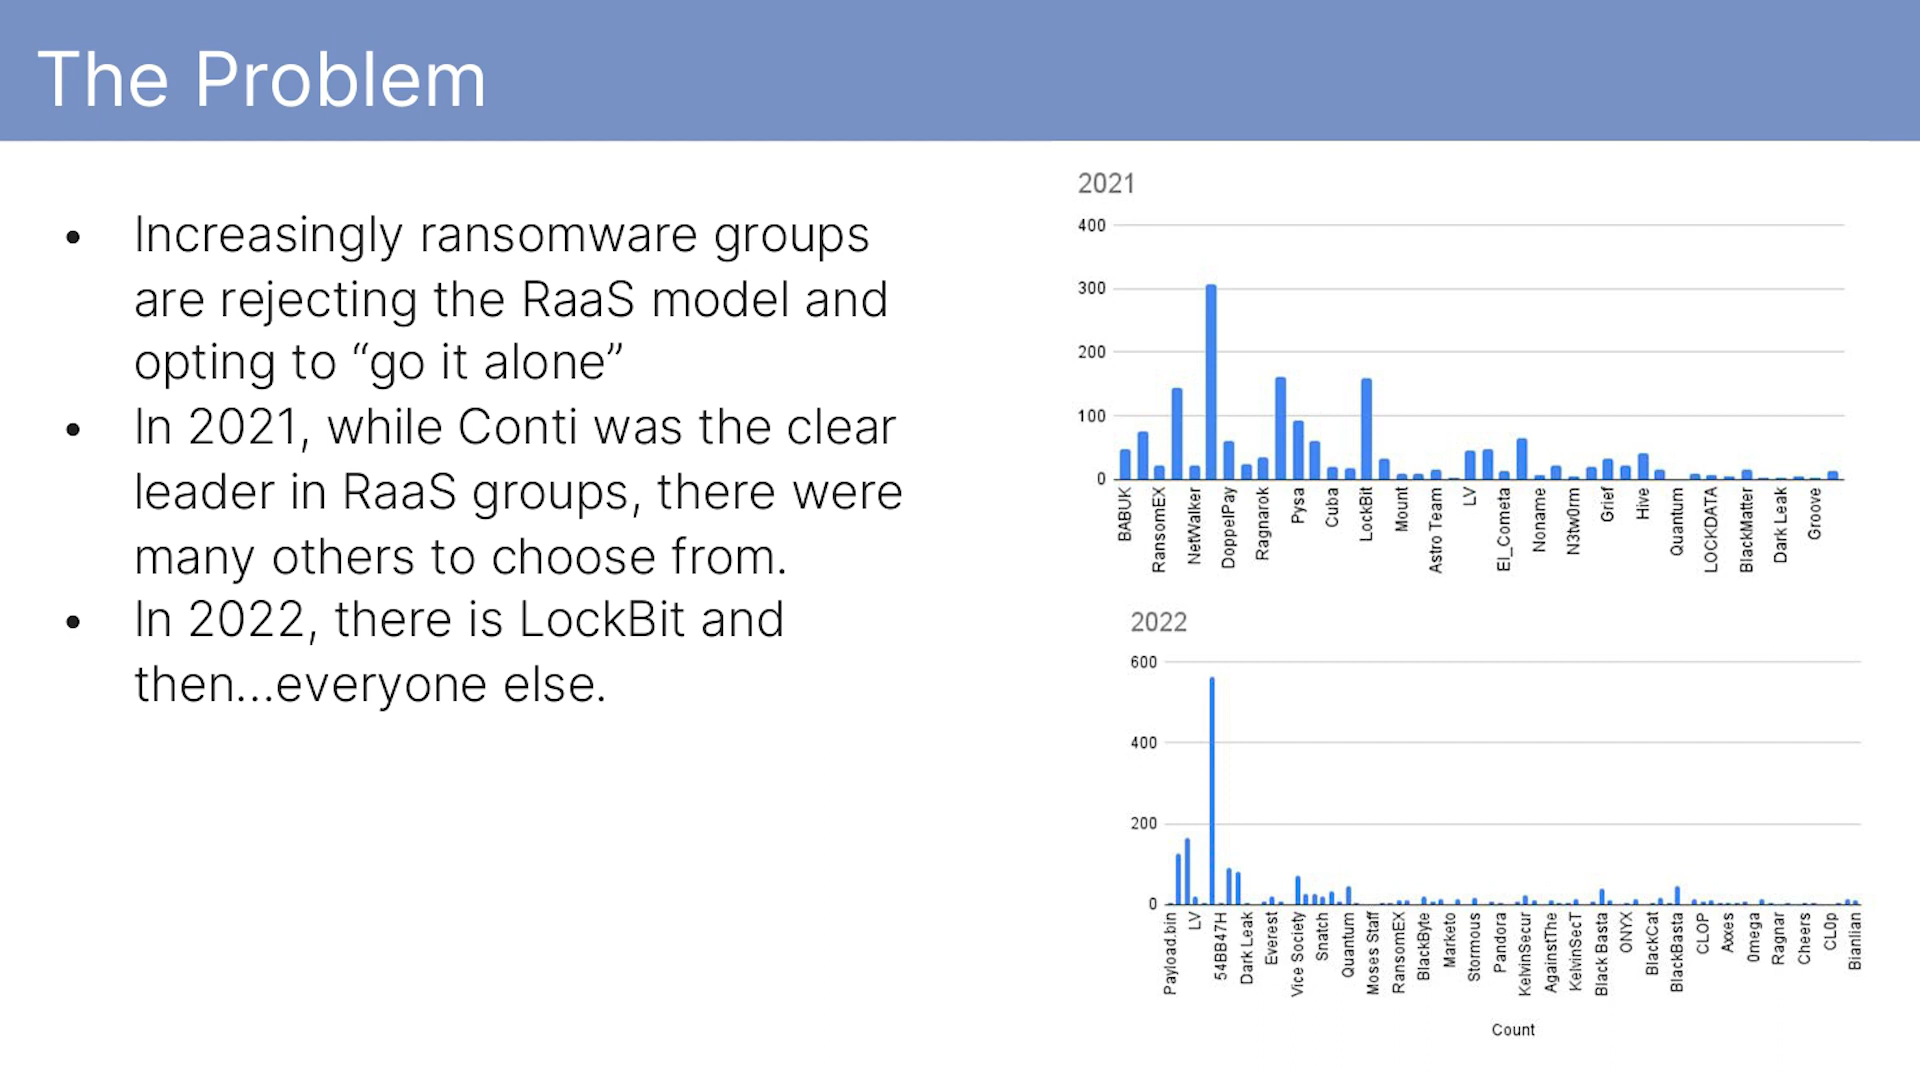 The Problem
• Increasingly ransomware groups
are rejecting the RaaS model and
opting to “go it alone”
• In 2021, while Conti was the clear
leader in RaaS groups, there were
many others to choose from.
• In 2022, there is LockBit and
then...everyone else.
2021
400
300
200
100
0
BABUK
RansomEX
NetWalker
DoppelPay
Ragnarok
Pysa
Cuba
LockBit
Mount
Astro Team
LV
El_Cometa
Noname
N3tw0rm
Grief
Hive
Quantum
LOCKDATA
BlackMatter
Dark Leak
Groove
2022
600
400
200
0
Payload.bin
LV
54BB47H
Dark Leak
Everest
Vice Society
Snatch
Quantum
Moses Staff
RansomEX
BlackByte
Marketo
Stormous
Pandora
KelvinSecur
AgainstThe
KelvinSecT
Black Basta
ONYX
BlackCat
BlackBasta
CLOP
Axxes
0mega
Ragnar
Cheers
CL0p
Bianlian
Count